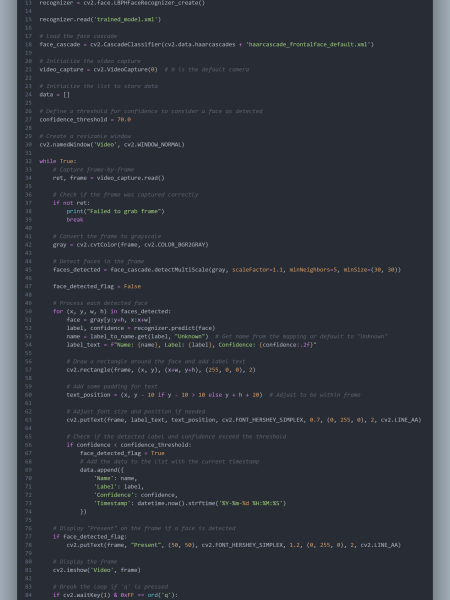 13 recognizer = cv2.face.LBPHFaceRecognizer_create()
14
15 recognizer.read('trained_model.xml')
16
17 # Load the face cascade
18 face_cascade = cv2.CascadeClassifier(cv2.data.haarcascades + 'haarcascade_frontalface_default.xml')
19
20 # Initialize the video capture
21 video_capture = cv2.VideoCapture(0)  # 0 is the default camera
22
23 # Initialize the list to store data
24 data = []
25
26 # Define a threshold for confidence to consider a face as detected
27 confidence_threshold = 70.0
28
29 # Create a resizable window
30 cv2.namedWindow('Video', cv2.WINDOW_NORMAL)
31
32 while True:
33     # Capture frame-by-frame
34     ret, frame = video_capture.read()
35
36     # Check if the frame was captured correctly
37     if not ret:
38         print("Failed to grab frame")
39         break
40
41     # Convert the frame to grayscale
42     gray = cv2.cvtColor(frame, cv2.COLOR_BGR2GRAY)
43
44     # Detect faces in the frame
45     faces_detected = face_cascade.detectMultiScale(gray, scaleFactor=1.1, minNeighbors=5, minSize=(30, 30))
46
47     face_detected_flag = False
48
49     # Process each detected face
50     for (x, y, w, h) in faces_detected:
51         face = gray[y:y+h, x:x+w]
52         label, confidence = recognizer.predict(face)
53         name = label_to_name.get(label, "Unknown")  # Get name from the mapping or default to "Unknown"
54         label_text = f"Name: {name}, Label: {label}, Confidence: {confidence:.2f}"
55
56         # Draw a rectangle around the face and add label text
57         cv2.rectangle(frame, (x, y), (x+w, y+h), (255, 0, 0), 2)
58
59         # Add some padding for text
60         text_position = (x, y - 10 if y - 10 > 10 else y + h + 20)  # Adjust to be within frame
61
62         # Adjust font size and position if needed
63         cv2.putText(frame, label_text, text_position, cv2.FONT_HERSHEY_SIMPLEX, 0.7, (0, 255, 0), 2, cv2.LINE_AA)
64
65         # Check if the detected label and confidence exceed the threshold
66         if confidence < confidence_threshold:
67             face_detected_flag = True
68             # Add the data to the list with the current timestamp
69             data.append({
70                 'Name': name,
71                 'Label': label,
72                 'Confidence': confidence,
73                 'Timestamp': datetime.now().strftime('%Y-%m-%d %H:%M:%S')
74             })
75
76     # Display "Present" on the frame if a face is detected
77     if face_detected_flag:
78         cv2.putText(frame, "Present", (50, 50), cv2.FONT_HERSHEY_SIMPLEX, 1.2, (0, 255, 0), 2, cv2.LINE_AA)
79
80     # Display the frame
81     cv2.imshow('Video', frame)
82
83     # Break the loop if 'q' is pressed
84     if cv2.waitKey(1) & 0xFF == ord('q'):